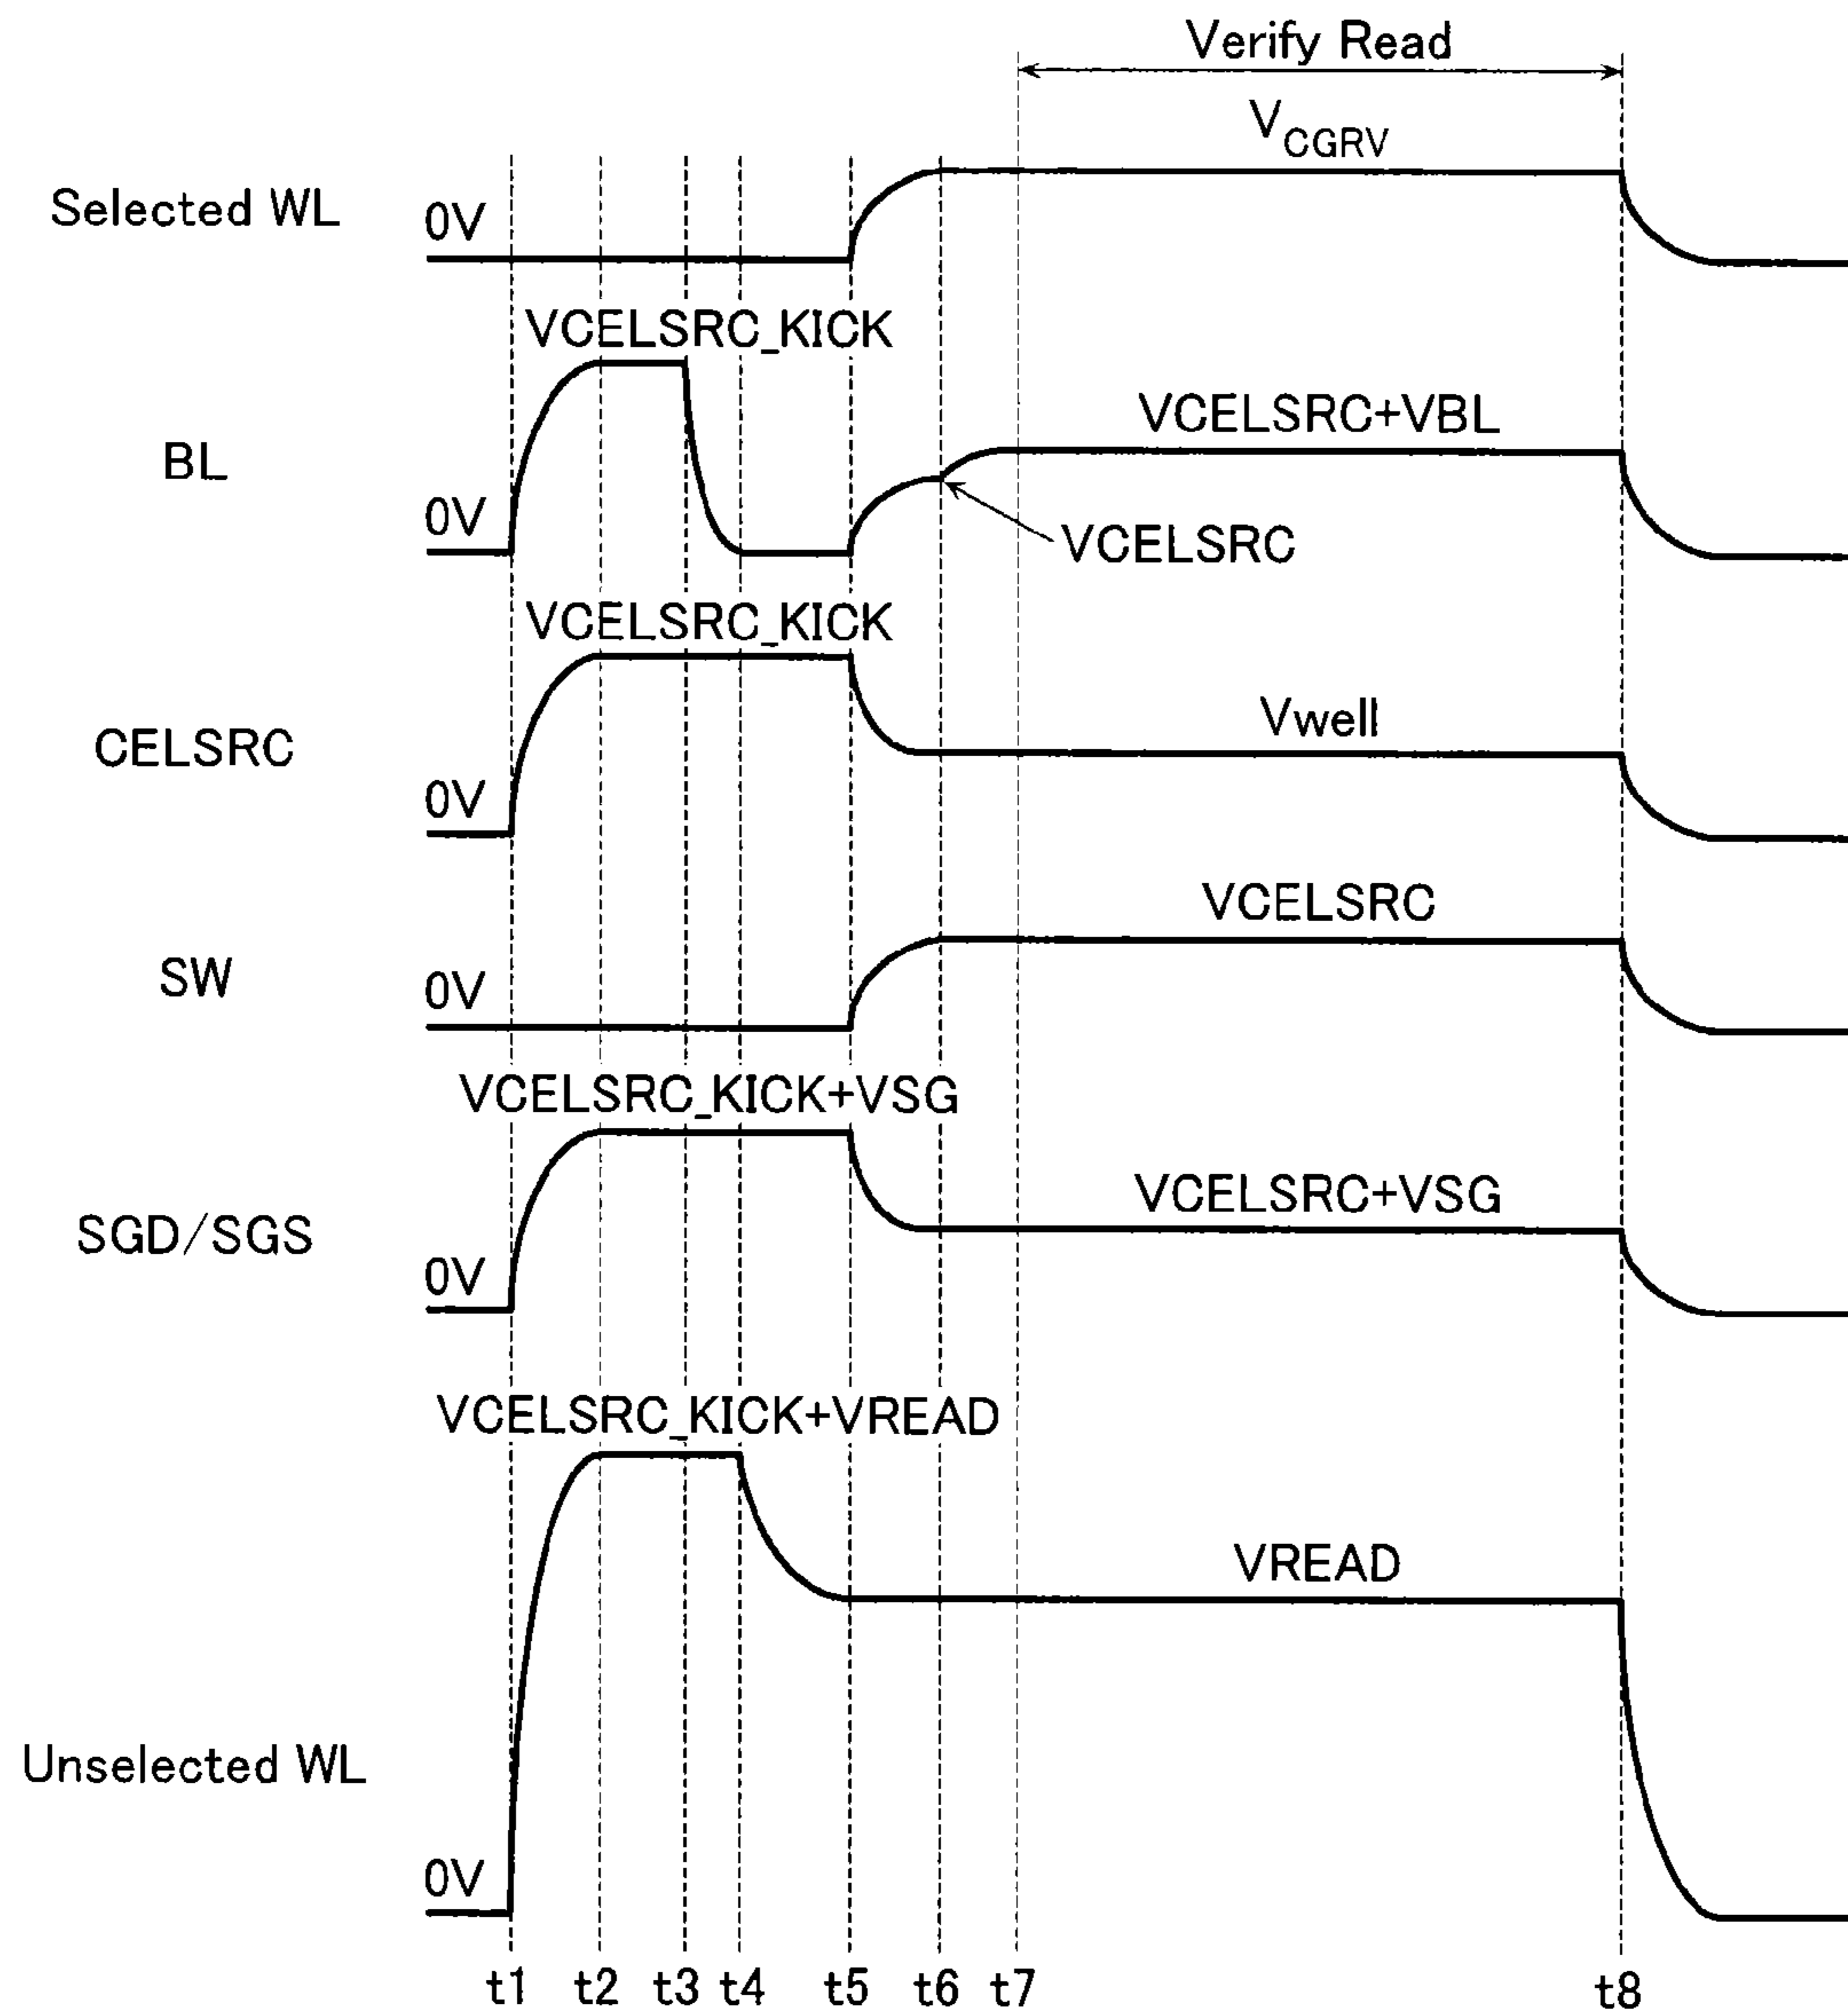 Verify Read
VCGRV
Selected WL
0V
VCELSRC_KICK
BL
0V
VCELSRC+VBL
VCELSRC
VCELSRC_KICK
CELSRC
0V
Vwell
SW
0V
VCELSRC
VCELSRC_KICK+VSG
SGD/SGS
0V
VCELSRC+VSG
VCELSRC_KICK+VREAD
VREAD
Unselected WL
0V
t1 t2 t3 t4 t5 t6 t7 t8